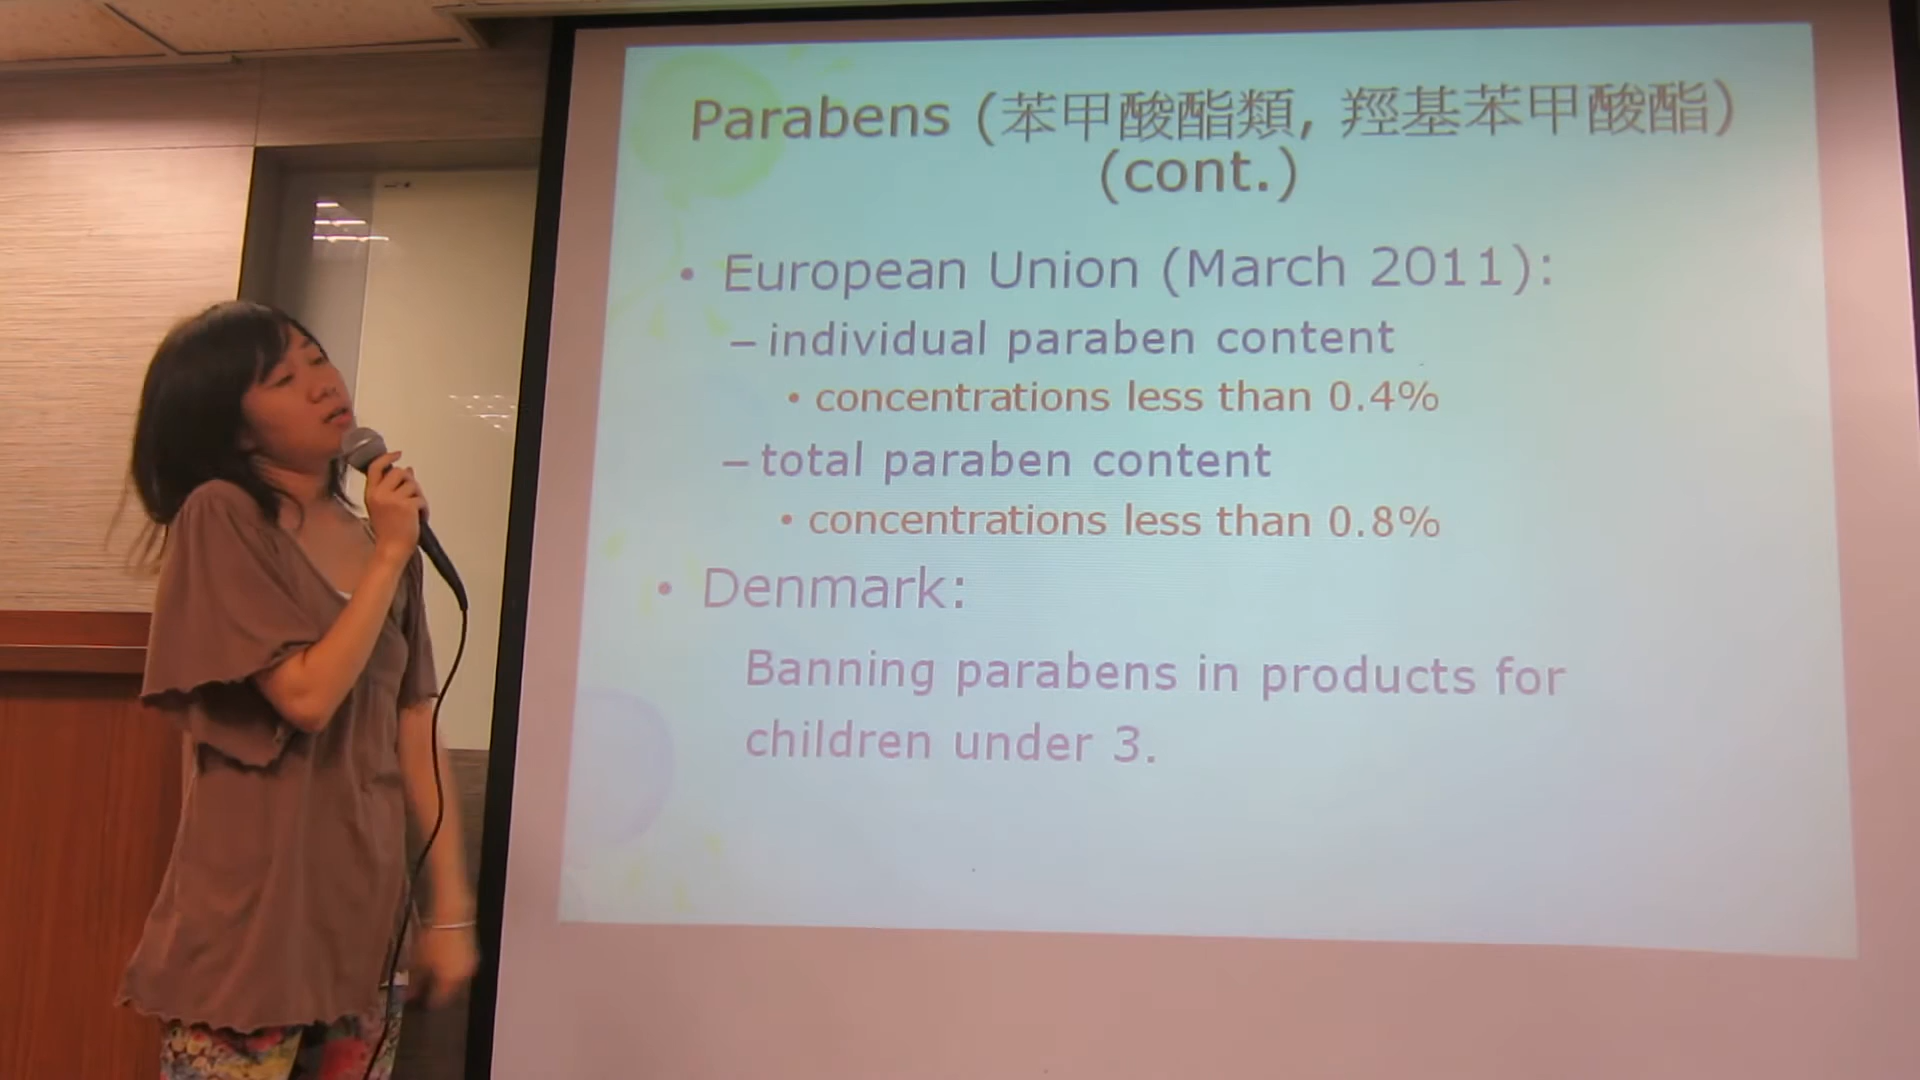 Parabens (苯甲酸酯類, 羥基苯甲酸酯)
(cont.)
• European Union (March 2011):
– individual paraben content
• concentrations less than 0.4%
– total paraben content
• concentrations less than 0.8%
• Denmark:
Banning parabens in products for
children under 3.